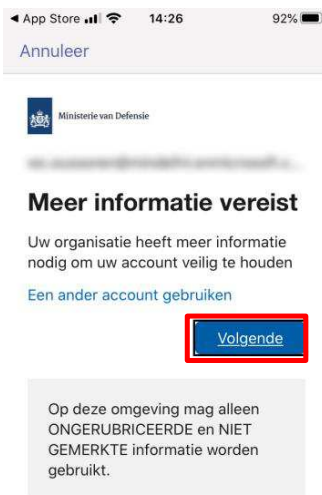 App Store 14:26 92%
Annuleer
Ministerie van Defensie
Meer informatie vereist
Uw organisatie heeft meer informatie
nodig om uw account veilig te houden
Een ander account gebruiken
Volgende
Op deze omgeving mag alleen
ONGERUBRICEERDE en NIET
GEMERKTE informatie worden
gebruikt.